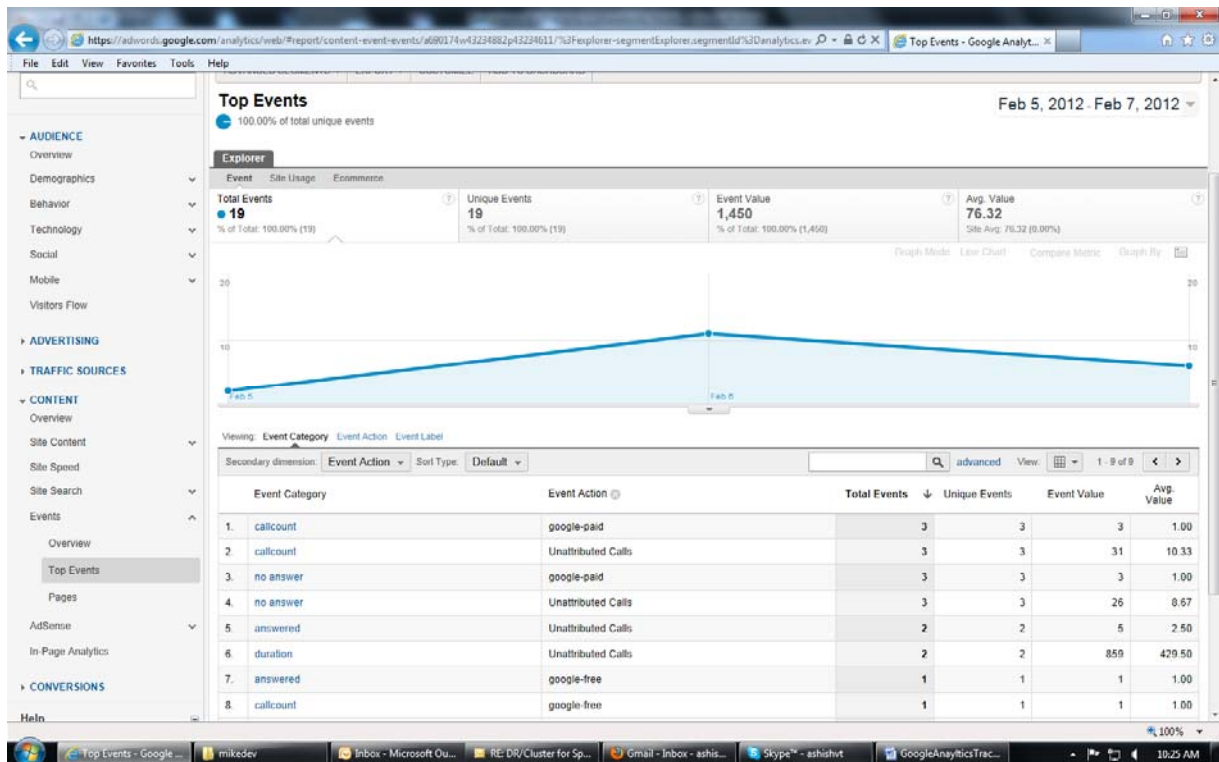 https://adwords.google.com/analytics/web/#report/content-event-events/a690174w43234882p43234611/%3Fexplorer-segmentExplorer.segmentId%3Danalytics.ev
Top Events - Google Analyt...
File Edit View Favorites Tools Help
Top Events
Feb 5, 2012 - Feb 7, 2012
100.00% of total unique events
AUDIENCE
Overview
Demographics
Behavior
Technology
Social
Mobile
Visitors Flow
ADVERTISING
TRAFFIC SOURCES
CONTENT
Overview
Site Content
Site Speed
Site Search
Events
Overview
Top Events
Pages
AdSense
In-Page Analytics
CONVERSIONS
Help
Explorer
Event Site Usage Ecommerce
Total Events
19
% of Total: 100.00% (19)
Unique Events
19
% of Total: 100.00% (19)
Event Value
1,450
% of Total: 100.00% (1,450)
Avg. Value
76.32
Site Avg: 76.32 (0.00%)
Graph Mode Line Chart Compare Metric Graph By
20 20
10 10
Feb 5 Feb 6
Viewing: Event Category Event Action Event Label
Secondary dimension: Event Action Sort Type: Default advanced View: 1 - 9 of 9
Event Category Event Action Total Events Unique Events Event Value Avg. Value
1. callcount google-paid 3 3 3 1.00
2. callcount Unattributed Calls 3 3 31 10.33
3. no answer google-paid 3 3 3 1.00
4. no answer Unattributed Calls 3 3 26 8.67
5. answered Unattributed Calls 2 2 5 2.50
6. duration Unattributed Calls 2 2 859 429.50
7. answered google-free 1 1 1 1.00
8. callcount google-free 1 1 1 1.00
100%
Top Events - Google ... mikedev Inbox - Microsoft Ou... RE: DR/Cluster for Sp... Gmail - Inbox - ashis... Skype™ - ashishvt GoogleAnaylticsTrac... 10:25 AM